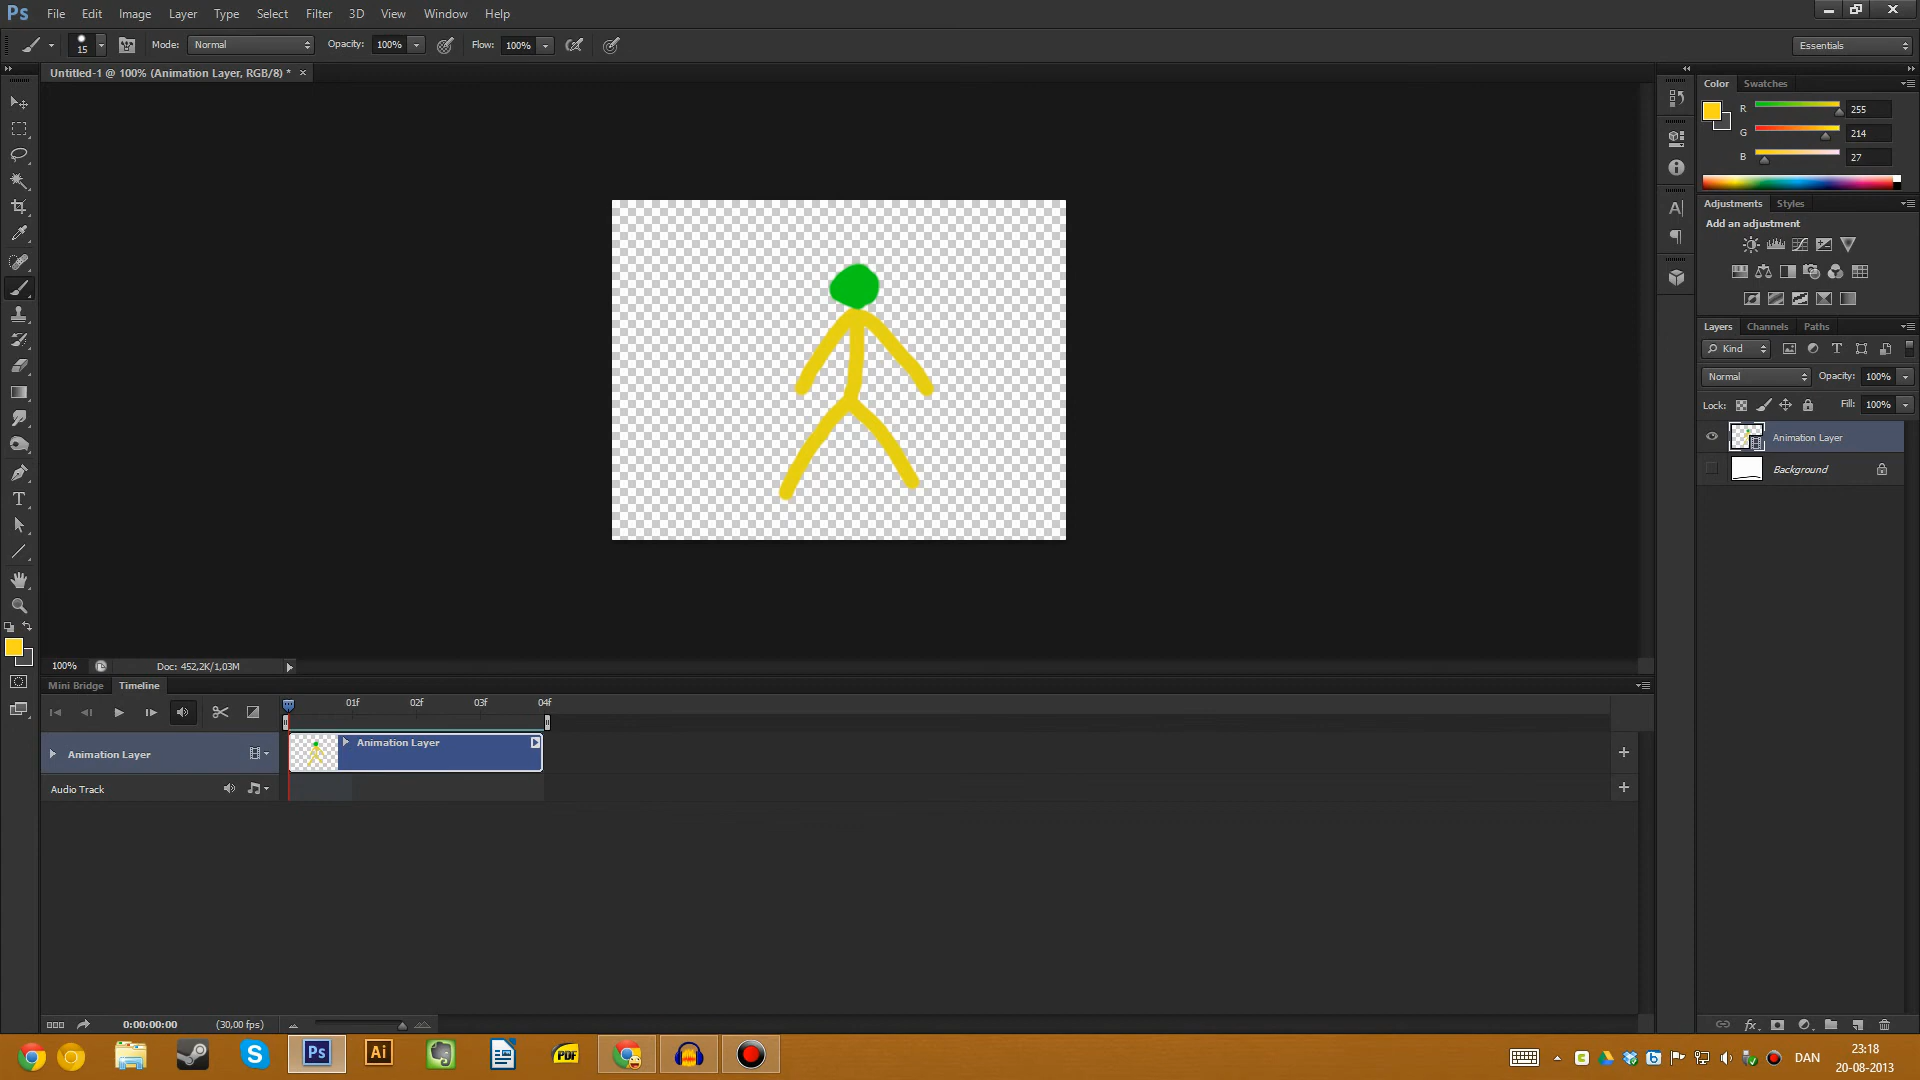 Ps File Edit Image Layer Type Select Filter 3D View Window Help
15 Mode: Normal Opacity: 100% Flow: 100% Essentials
Untitled-1 @ 100% (Animation Layer, RGB/8) * ×
Color Swatches
R 255
G 214
B 27
Adjustments Styles
Add an adjustment
Layers Channels Paths
Kind
Normal Opacity: 100%
Lock: Fill: 100%
Animation Layer
Background
100% Doc: 452,2K/1,03M
Mini Bridge Timeline
01f 02f 03f 04f
Animation Layer Animation Layer
Audio Track
0:00:00:00 (30,00 fps)
Ps Ai PDF DAN 23:18
20-08-2013